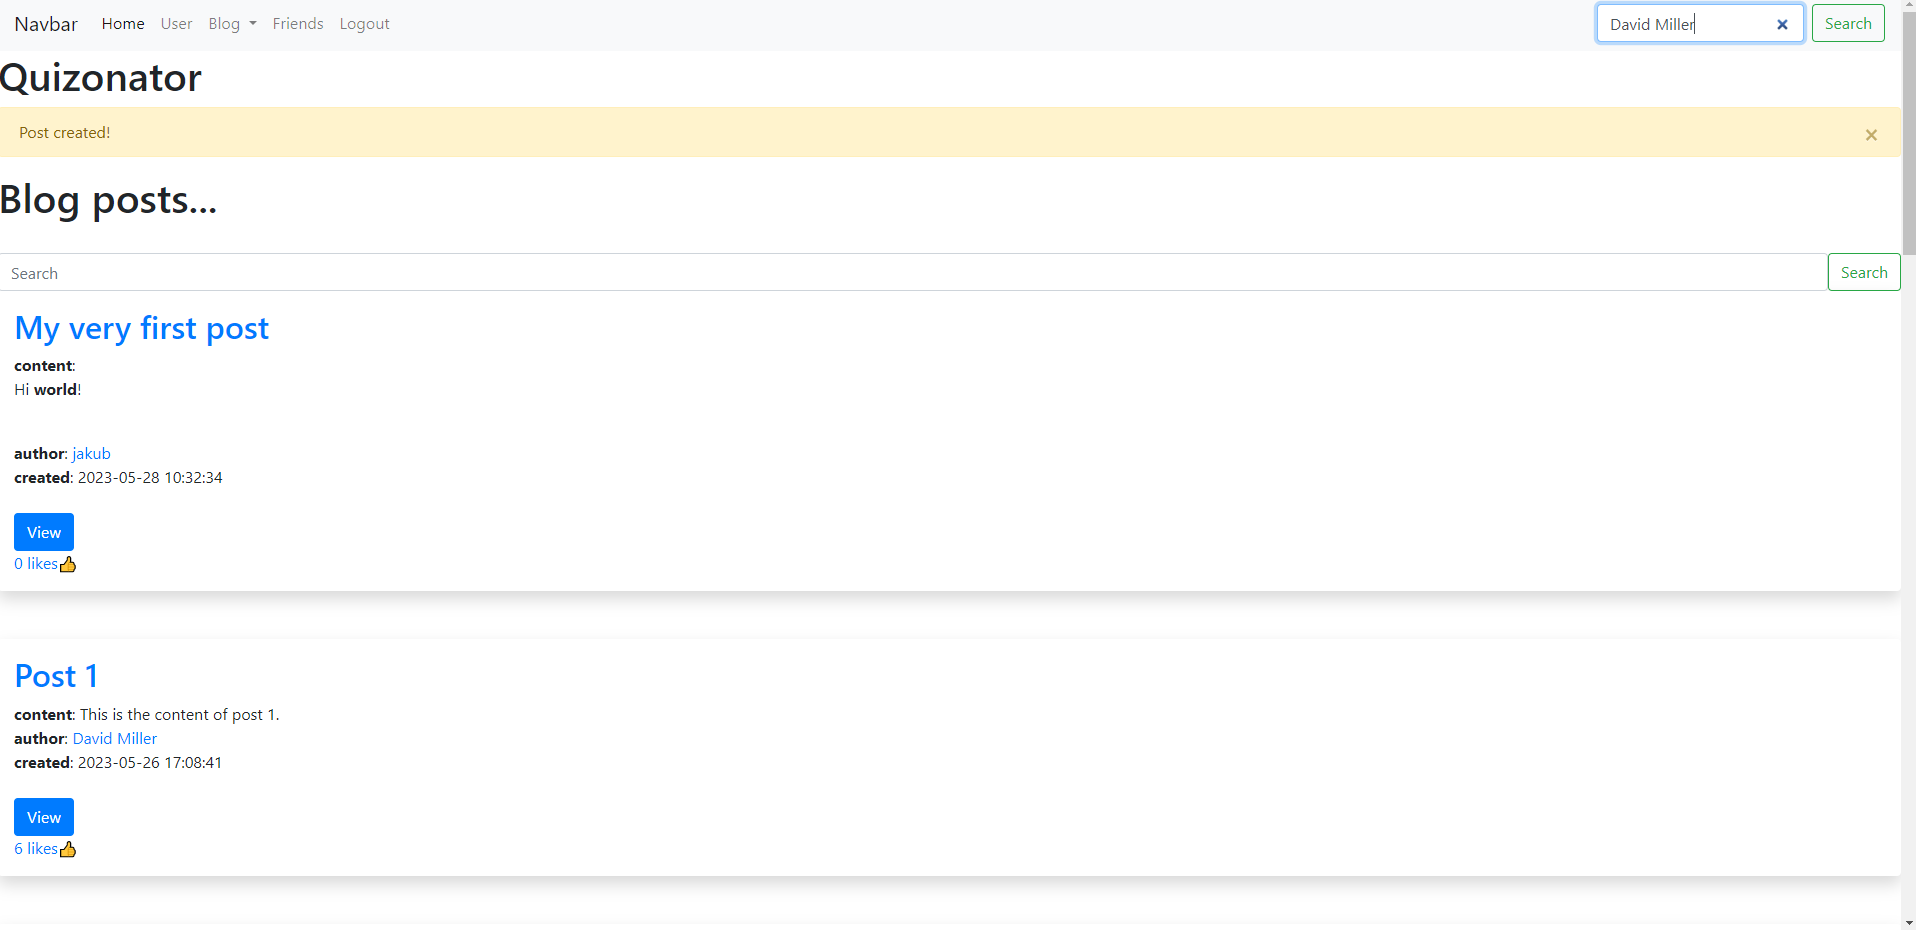 Navbar Home User Blog Friends Logout David Miller Search
Quizonator
Post created!
Blog posts...
Search Search
My very first post
content:
Hi world!
author: jakub
created: 2023-05-28 10:32:34
View
0 likes
Post 1
content: This is the content of post 1.
author: David Miller
created: 2023-05-26 17:08:41
View
6 likes